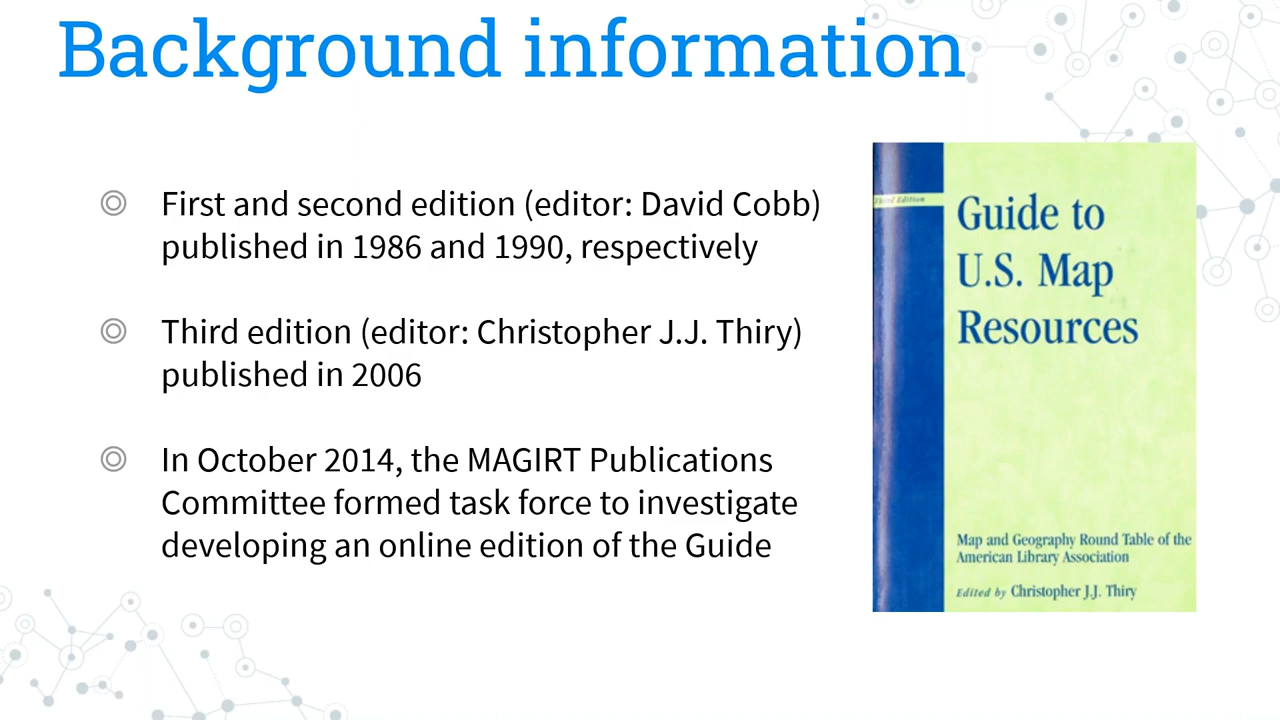 Background information
First and second edition (editor: David Cobb)
published in 1986 and 1990, respectively
Third edition (editor: Christopher J.J. Thiry)
published in 2006
In October 2014, the MAGIRT Publications
Committee formed task force to investigate
developing an online edition of the Guide
Third Edition
Guide to
U.S. Map
Resources
Map and Geography Round Table of the
American Library Association
Edited by Christopher J.J. Thiry